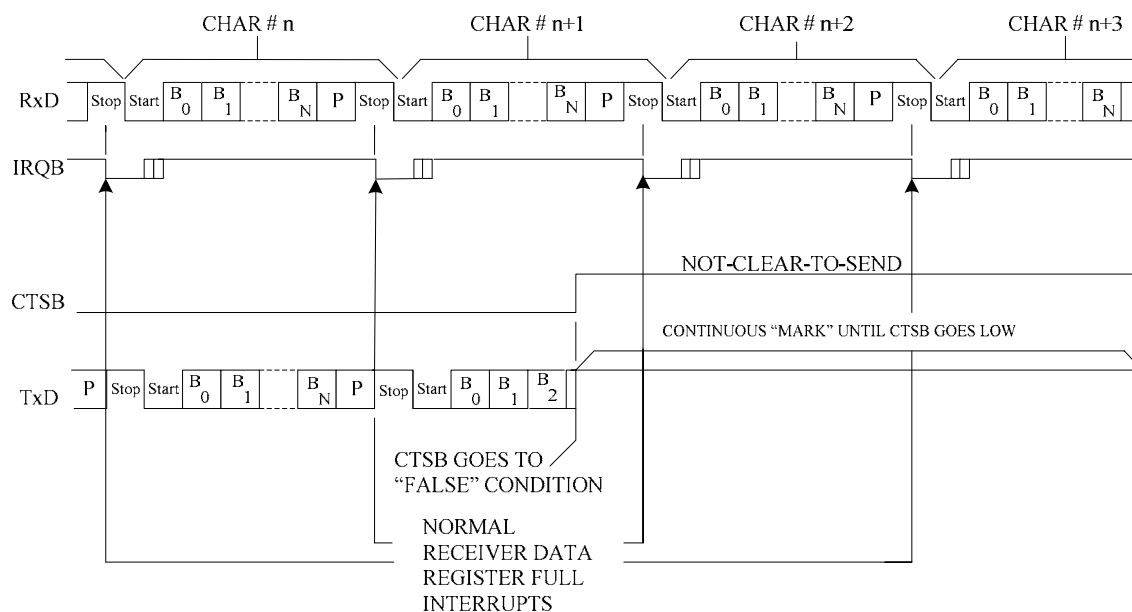 CHAR # n CHAR # n+1 CHAR # n+2 CHAR # n+3
RxD Stop Start B0 B1 BN P Stop Start B0 B1 BN P Stop Start B0 B1 BN P Stop Start B0 B1 BN
IRQB
NOT-CLEAR-TO-SEND
CTSB
CONTINUOUS “MARK” UNTIL CTSB GOES LOW
TxD P Stop Start B0 B1 BN P Stop Start B0 B1 B2
CTSB GOES TO
“FALSE” CONDITION
NORMAL
RECEIVER DATA
REGISTER FULL
INTERRUPTS